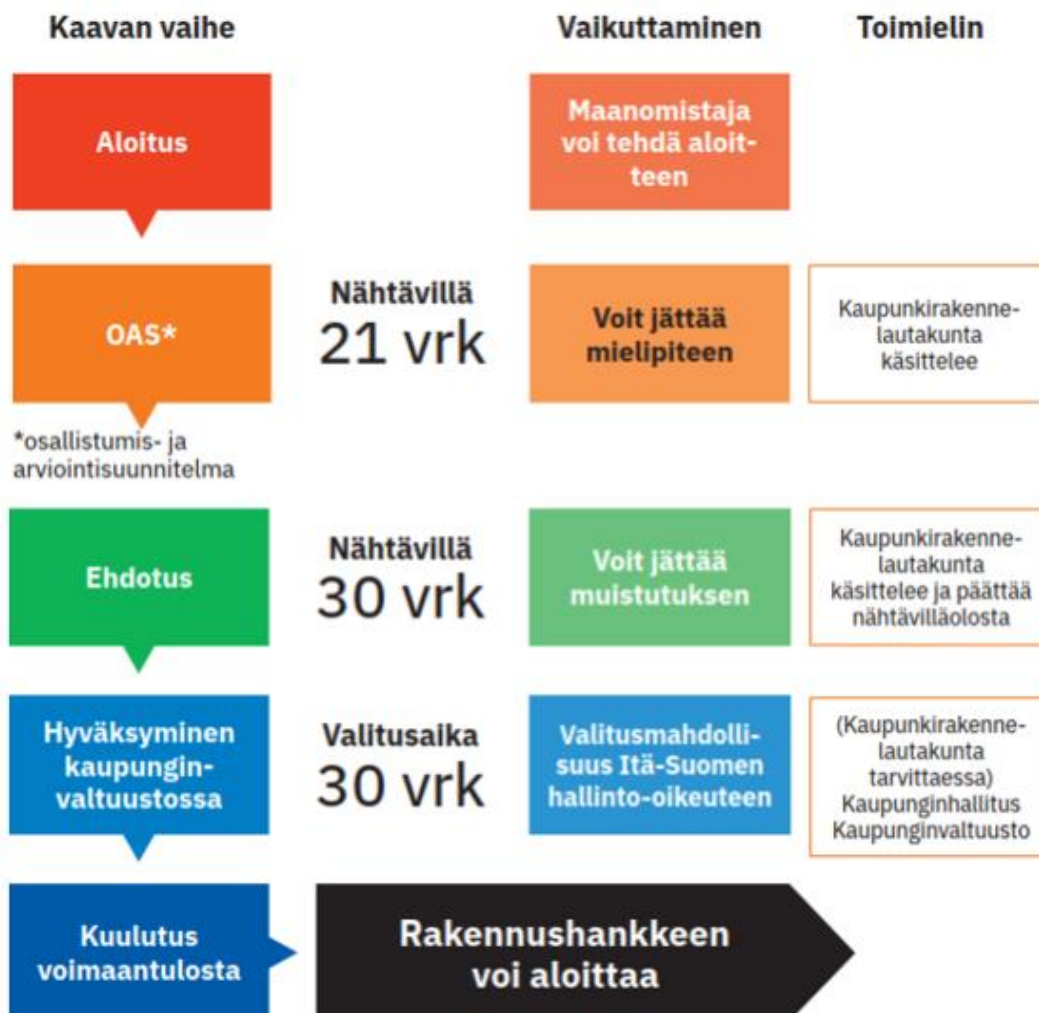 Kaavan vaihe
Vaikuttaminen
Toimielin
Aloitus
Maanomistaja
voi tehdä aloit-
teen
OAS*
Nähtävillä
21 vrk
Voit jättää
mielipiteen
Kaupunkirakenne-
lautakunta
käsittelee
*osallistumis- ja
arviointisuunnitelma
Ehdotus
Nähtävillä
30 vrk
Voit jättää
muistutuksen
Kaupunkirakenne-
lautakunta
käsittelee ja päättää
nähtävilläolosta
Hyväksyminen
kaupungin-
valtuustossa
Valitusaika
30 vrk
Valitusmahdolli-
suus Itä-Suomen
hallinto-oikeuteen
(Kaupunkirakenne-
lautakunta
tarvittaessa)
Kaupunginhallitus
Kaupunginvaltuusto
Kuulutus
voimaantulosta
Rakennushankkeen
voi aloittaa